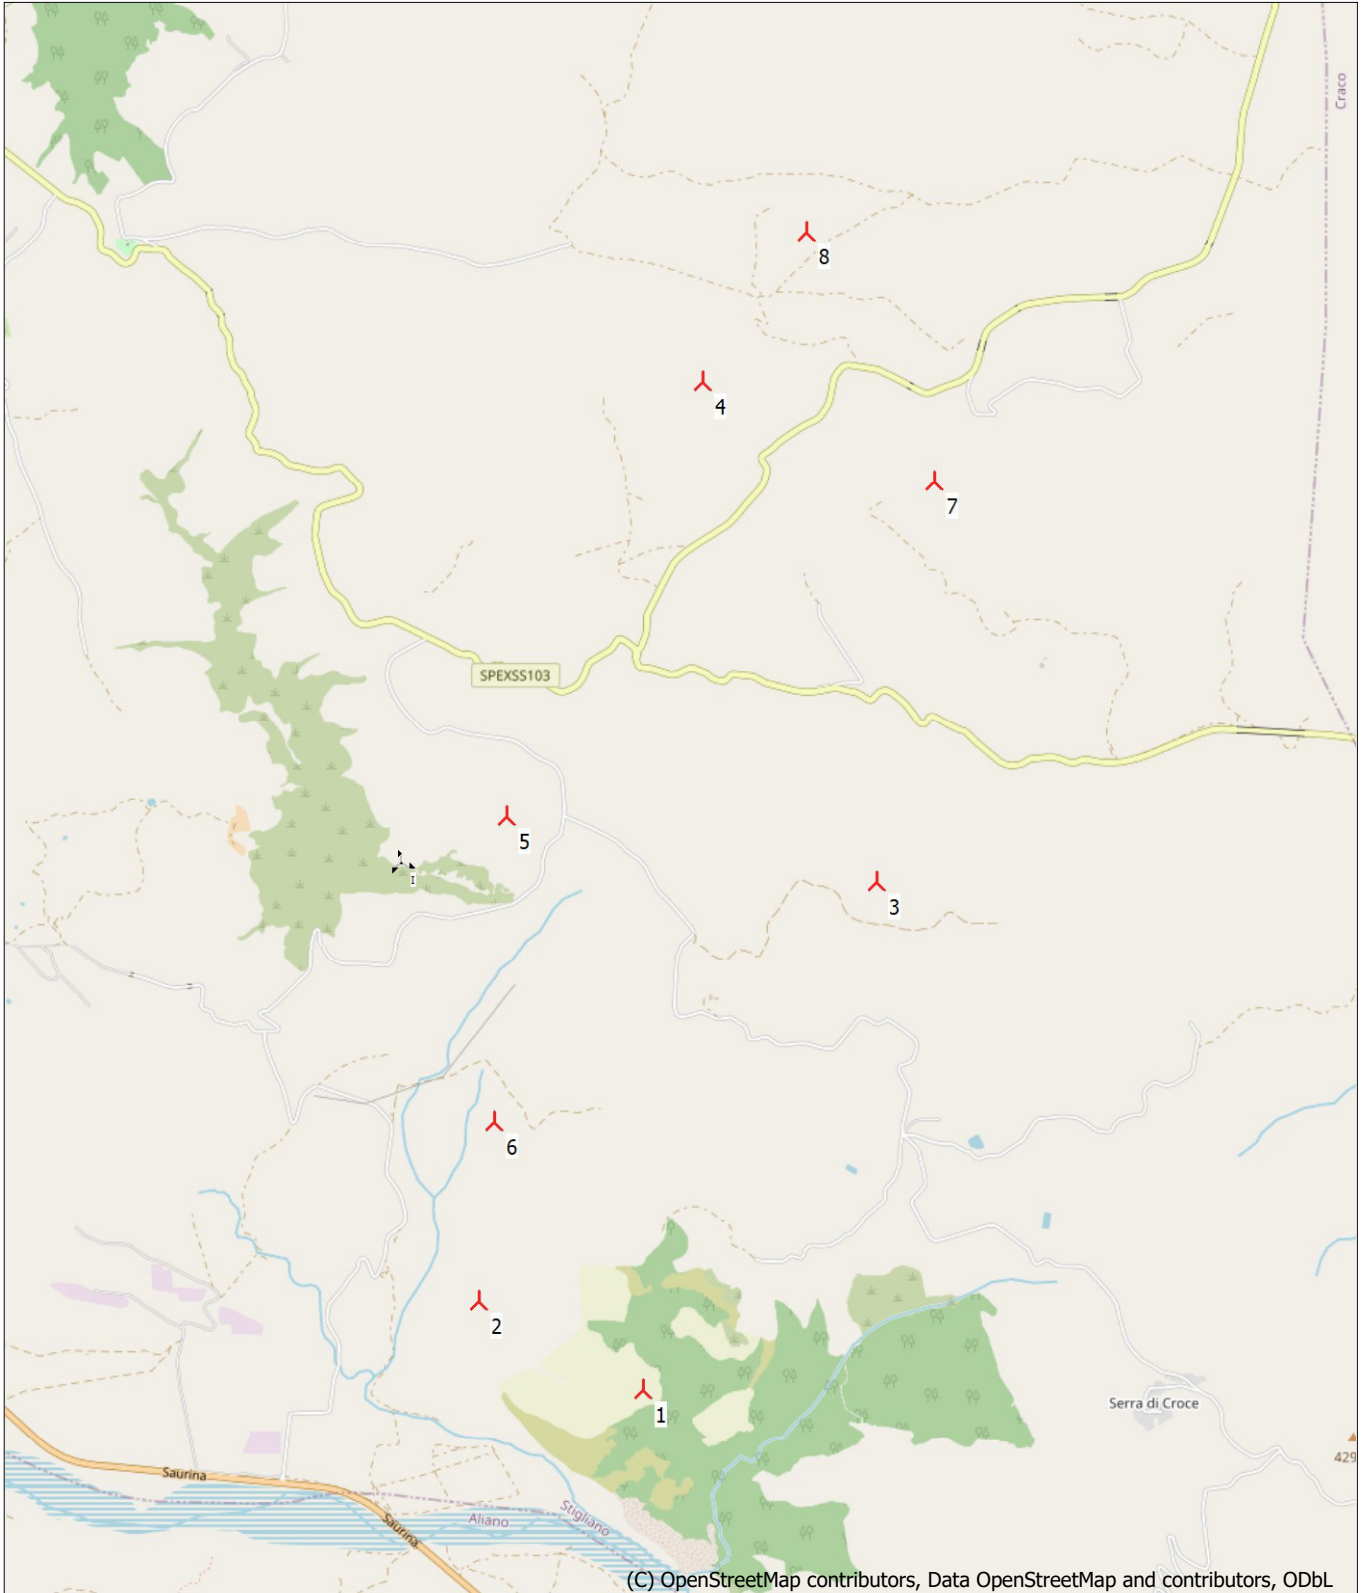 Craco
8
4
7
SPEXSS103
5
I
3
6
2
1
Serra di Croce
429
Saurina
Saurina
Aliano
Stigliano
(C) OpenStreetMap contributors, Data OpenStreetMap and contributors, ODbL